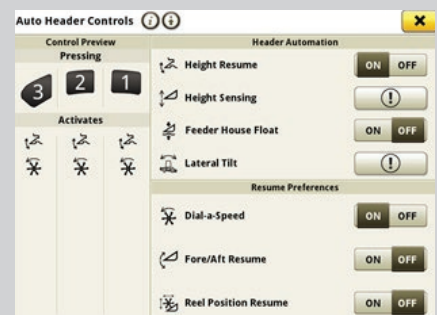 Auto Header Controls
Control Preview
Pressing
3 2 1
Activates
Header Automation
Height Resume ON OFF
Height Sensing
Feeder House Float ON OFF
Lateral Tilt
Resume Preferences
Dial-a-Speed ON OFF
Fore/Aft Resume ON OFF
Reel Position Resume ON OFF